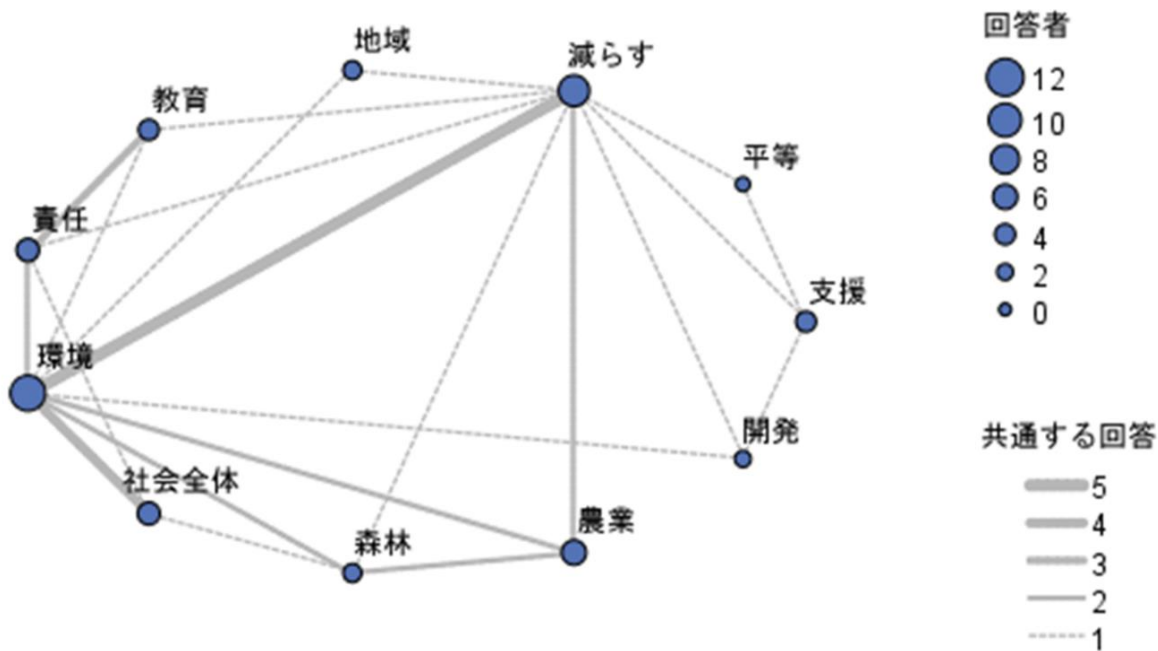 地域
減らす
教育
平等
責任
支援
環境
開発
社会全体
農業
森林
回答者
12
10
8
6
4
2
0
共通する回答
5
4
3
2
1